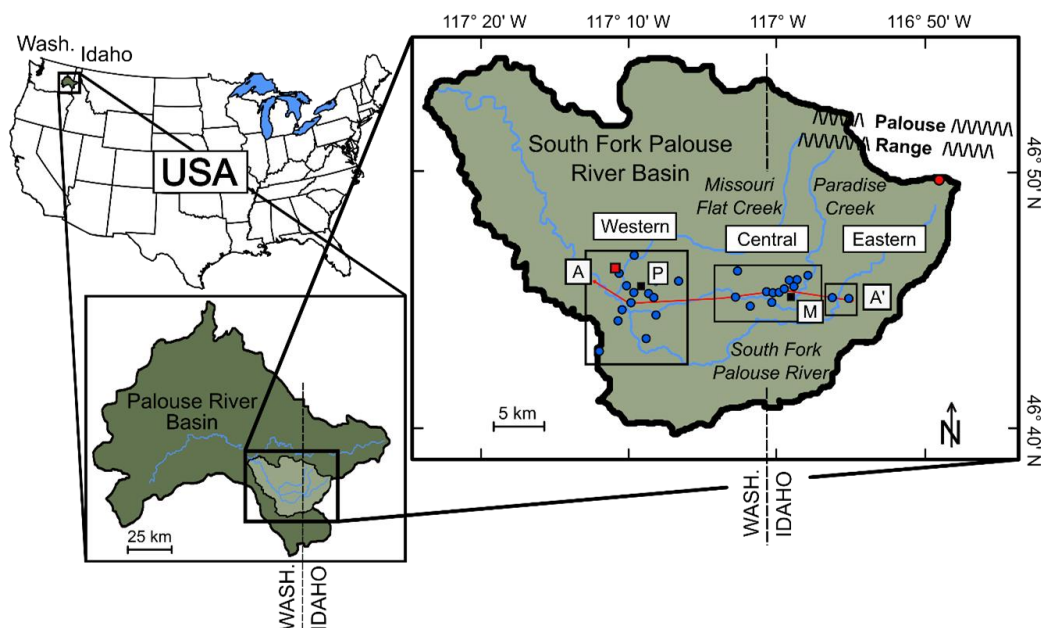 117° 20' W
117° 10' W
117° W
116° 50' W
Wash.
Idaho
USA
South Fork Palouse
River Basin
Palouse
Range
Missouri
Flat Creek
Paradise
Creek
46° 50' N
Western
Central
Eastern
A
P
M
A'
South Fork
Palouse River
5 km
N
46° 40' N
WASH.
IDAHO
Palouse River
Basin
25 km
WASH.
IDAHO